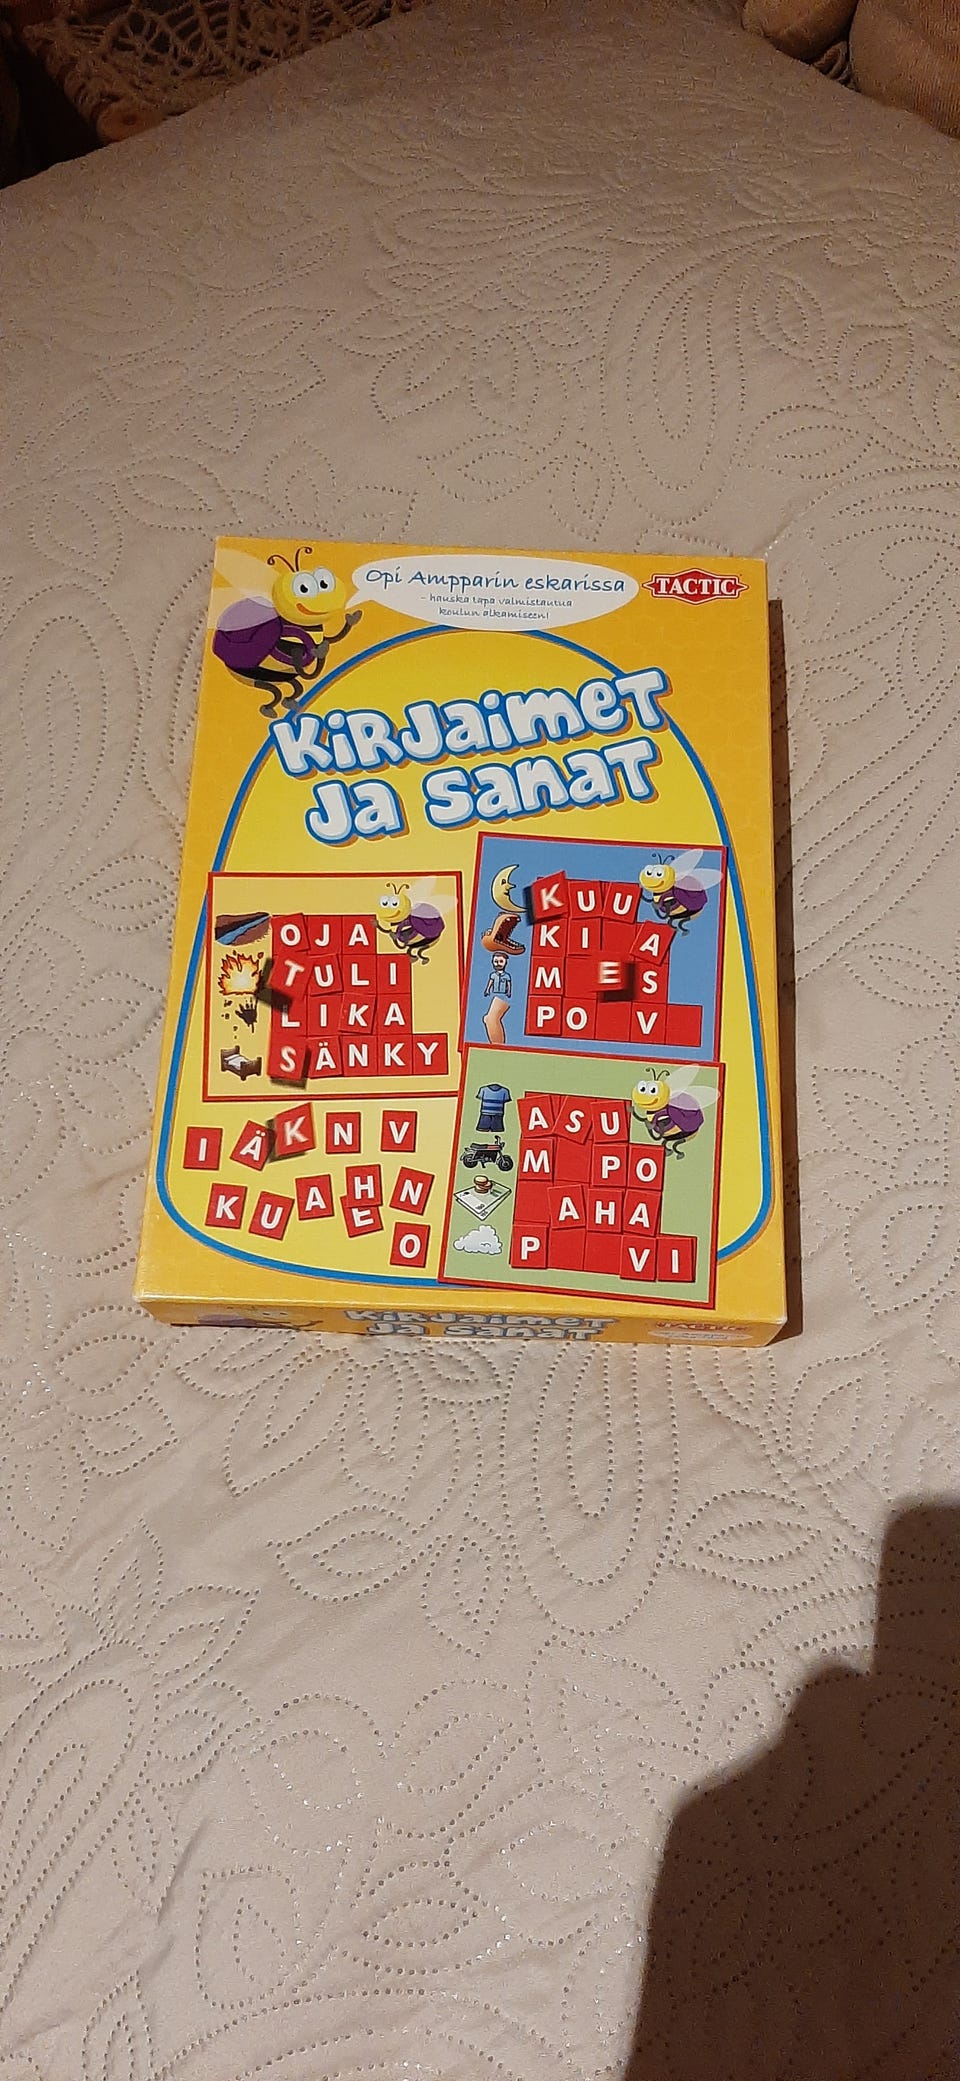 Opi Ampparin eskarissa
- hauska tapa valmistautua
koulun alkamiseen!
TACTIC
Kirjaimet
ja sanat
OJA
TULI
LIKA
SÄNKY
KUU
KI A
M ES
PO V
ASU
M PO
AHA
P VI
I Ä K N V
K U A H N
E
O
Kirjaimet
ja sanat
TACTIC